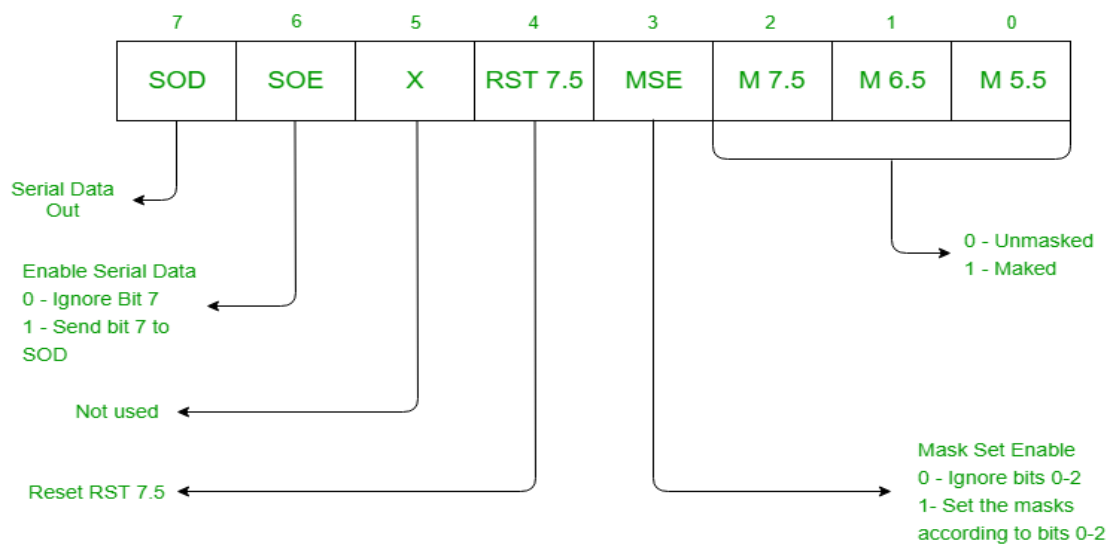 7 6 5 4 3 2 1 0
SOD SOE X RST 7.5 MSE M 7.5 M 6.5 M 5.5
Serial Data
Out
0 - Unmasked
1 - Maked
Enable Serial Data
0 - Ignore Bit 7
1 - Send bit 7 to
SOD
Not used
Mask Set Enable
0 - Ignore bits 0-2
1- Set the masks
according to bits 0-2
Reset RST 7.5